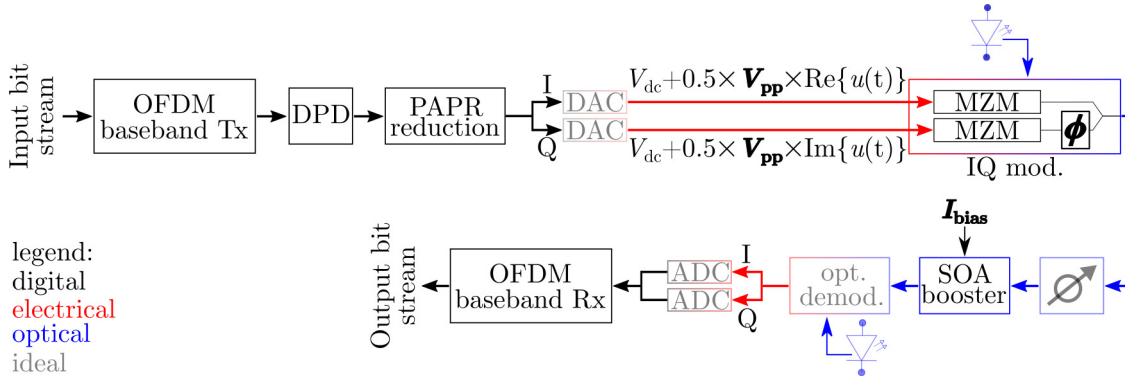 Input bit
stream
OFDM
baseband Tx
DPD
PAPR
reduction
I
Q
DAC
DAC
V_dc+0.5× V_pp ×Re{u(t)}
V_dc+0.5× V_pp ×Im{u(t)}
MZM
MZM
ϕ
IQ mod.
legend:
digital
electrical
optical
ideal
Output bit
stream
OFDM
baseband Rx
ADC
ADC
I
Q
opt.
demod.
I_bias
SOA
booster